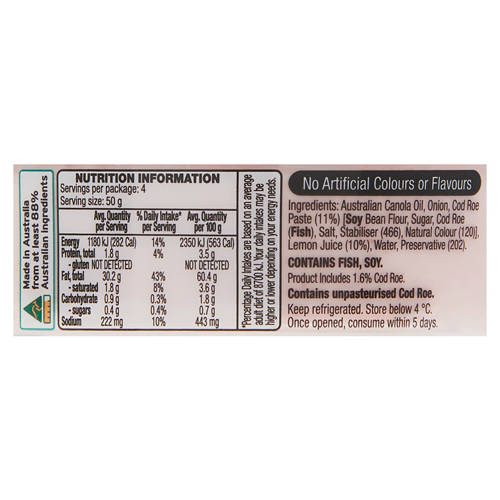 Made in Australia
from at least 88%
Australian Ingredients
NUTRITION INFORMATION
Servings per package: 4
Serving size: 50 g
Avg. Quantity per Serving | % Daily Intake* per Serving | Avg. Quantity per 100 g
Energy 1180 kJ (282 Cal) 14% 2350 kJ (563 Cal)
Protein, total 1.8 g 4% 3.5 g
- gluten NOT DETECTED NOT DETECTED
Fat, total 30.2 g 43% 60.4 g
- saturated 1.8 g 8% 3.6 g
Carbohydrate 0.9 g 0.3% 1.8 g
- sugars 0.4 g 0.4% 0.7 g
Sodium 222 mg 10% 443 mg
*Percentage Daily Intakes are based on an average
adult diet of 8700 kJ. Your daily intakes may be
higher or lower depending on your energy needs.
No Artificial Colours or Flavours
Ingredients: Australian Canola Oil, Onion, Cod Roe
Paste (11%) [Soy Bean Flour, Sugar, Cod Roe
(Fish), Salt, Stabiliser (466), Natural Colour (120)],
Lemon Juice (10%), Water, Preservative (202).
CONTAINS FISH, SOY.
Product Includes 1.6% Cod Roe.
Contains unpasteurised Cod Roe.
Keep refrigerated. Store below 4 °C.
Once opened, consume within 5 days.